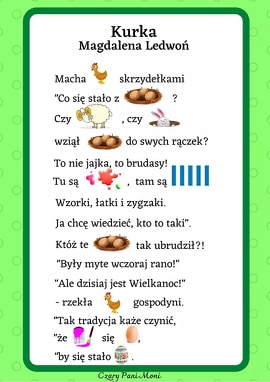 Kurka
Magdalena Ledwoń
Macha skrzydełkami
"Co się stało z ?
Czy , czy
wziął do swych rączek?
To nie jajka, to brudasy!
Tu są , tam są
Wzorki, łatki i zygzaki.
Ja chcę wiedzieć, kto to taki".
Któż te tak ubrudził?!
"Były myte wczoraj rano!"
"Ale dzisiaj jest Wielkanoc!"
- rzekła gospodyni.
"Tak tradycja każe czynić,
"że się ,
"by się stało .
Czary Pani Moni